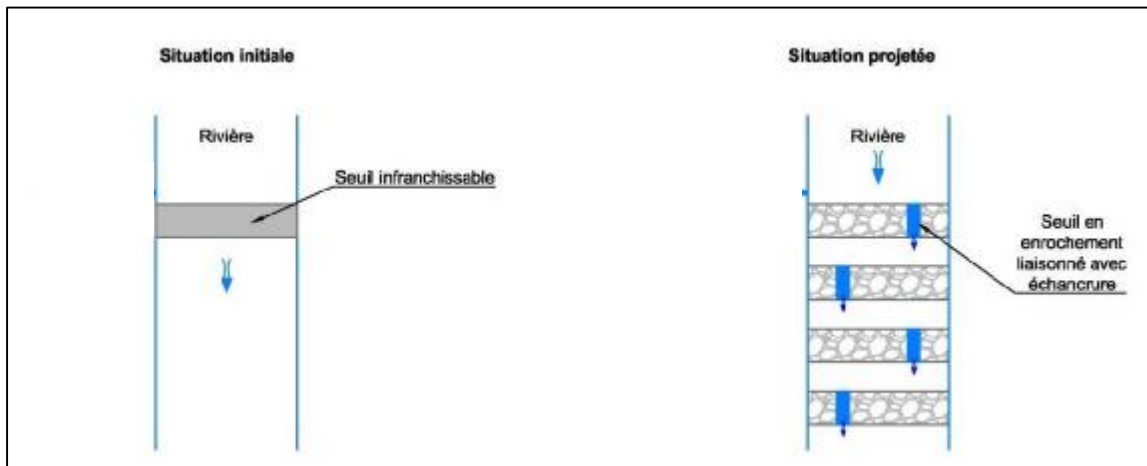 Situation initiale
Rivière
Seuil infranchissable
Situation projetée
Rivière
Seuil en
enrochement
liaisonné avec
échancrure